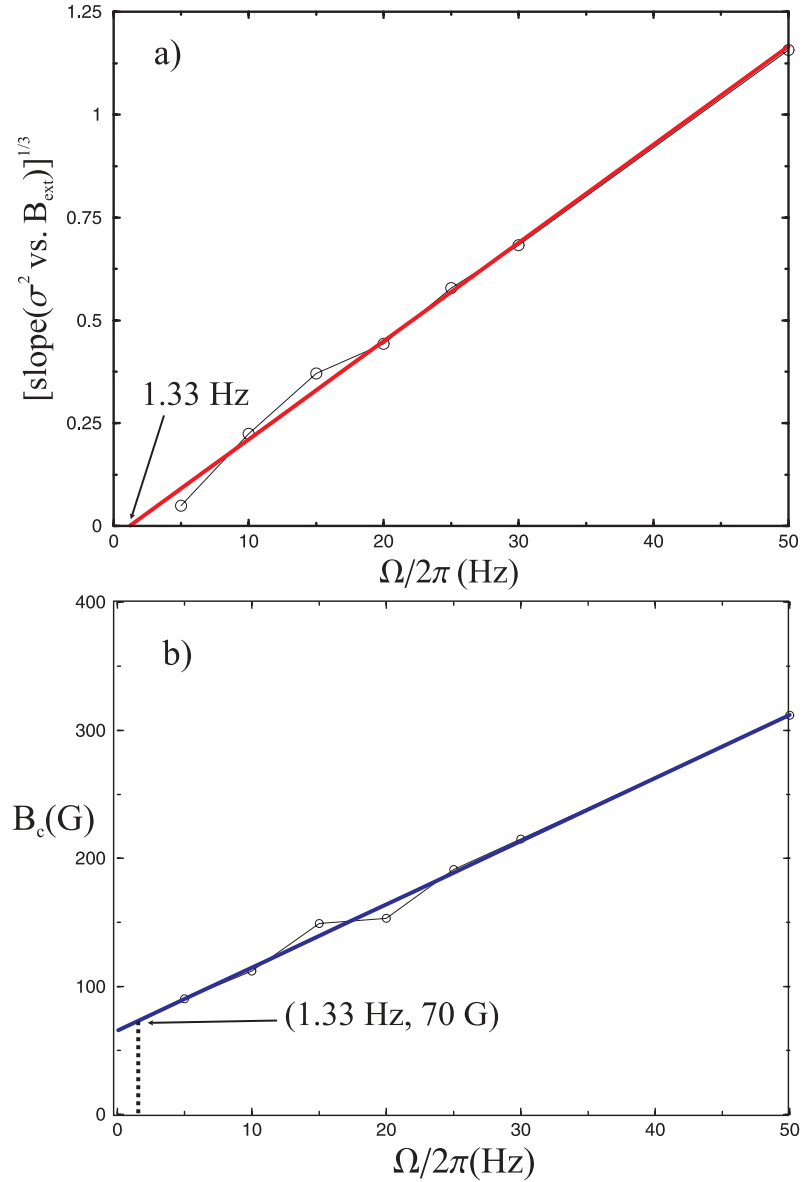 1.25
a)
1
0.75
0.5
0.25
0
[slope(σ² vs. B_ext)]^1/3
1.33 Hz
0 10 20 30 40 50
Ω/2π (Hz)
400
b)
300
B_c(G)
200
100
(1.33 Hz, 70 G)
0
0 10 20 30 40 50
Ω/2π(Hz)